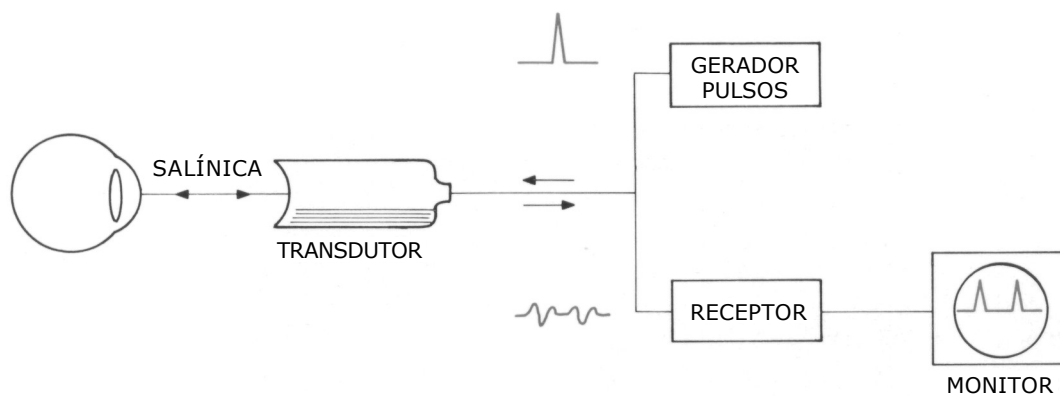 GERADOR
PULSOS
SALÍNICA
TRANSDUTOR
RECEPTOR
MONITOR